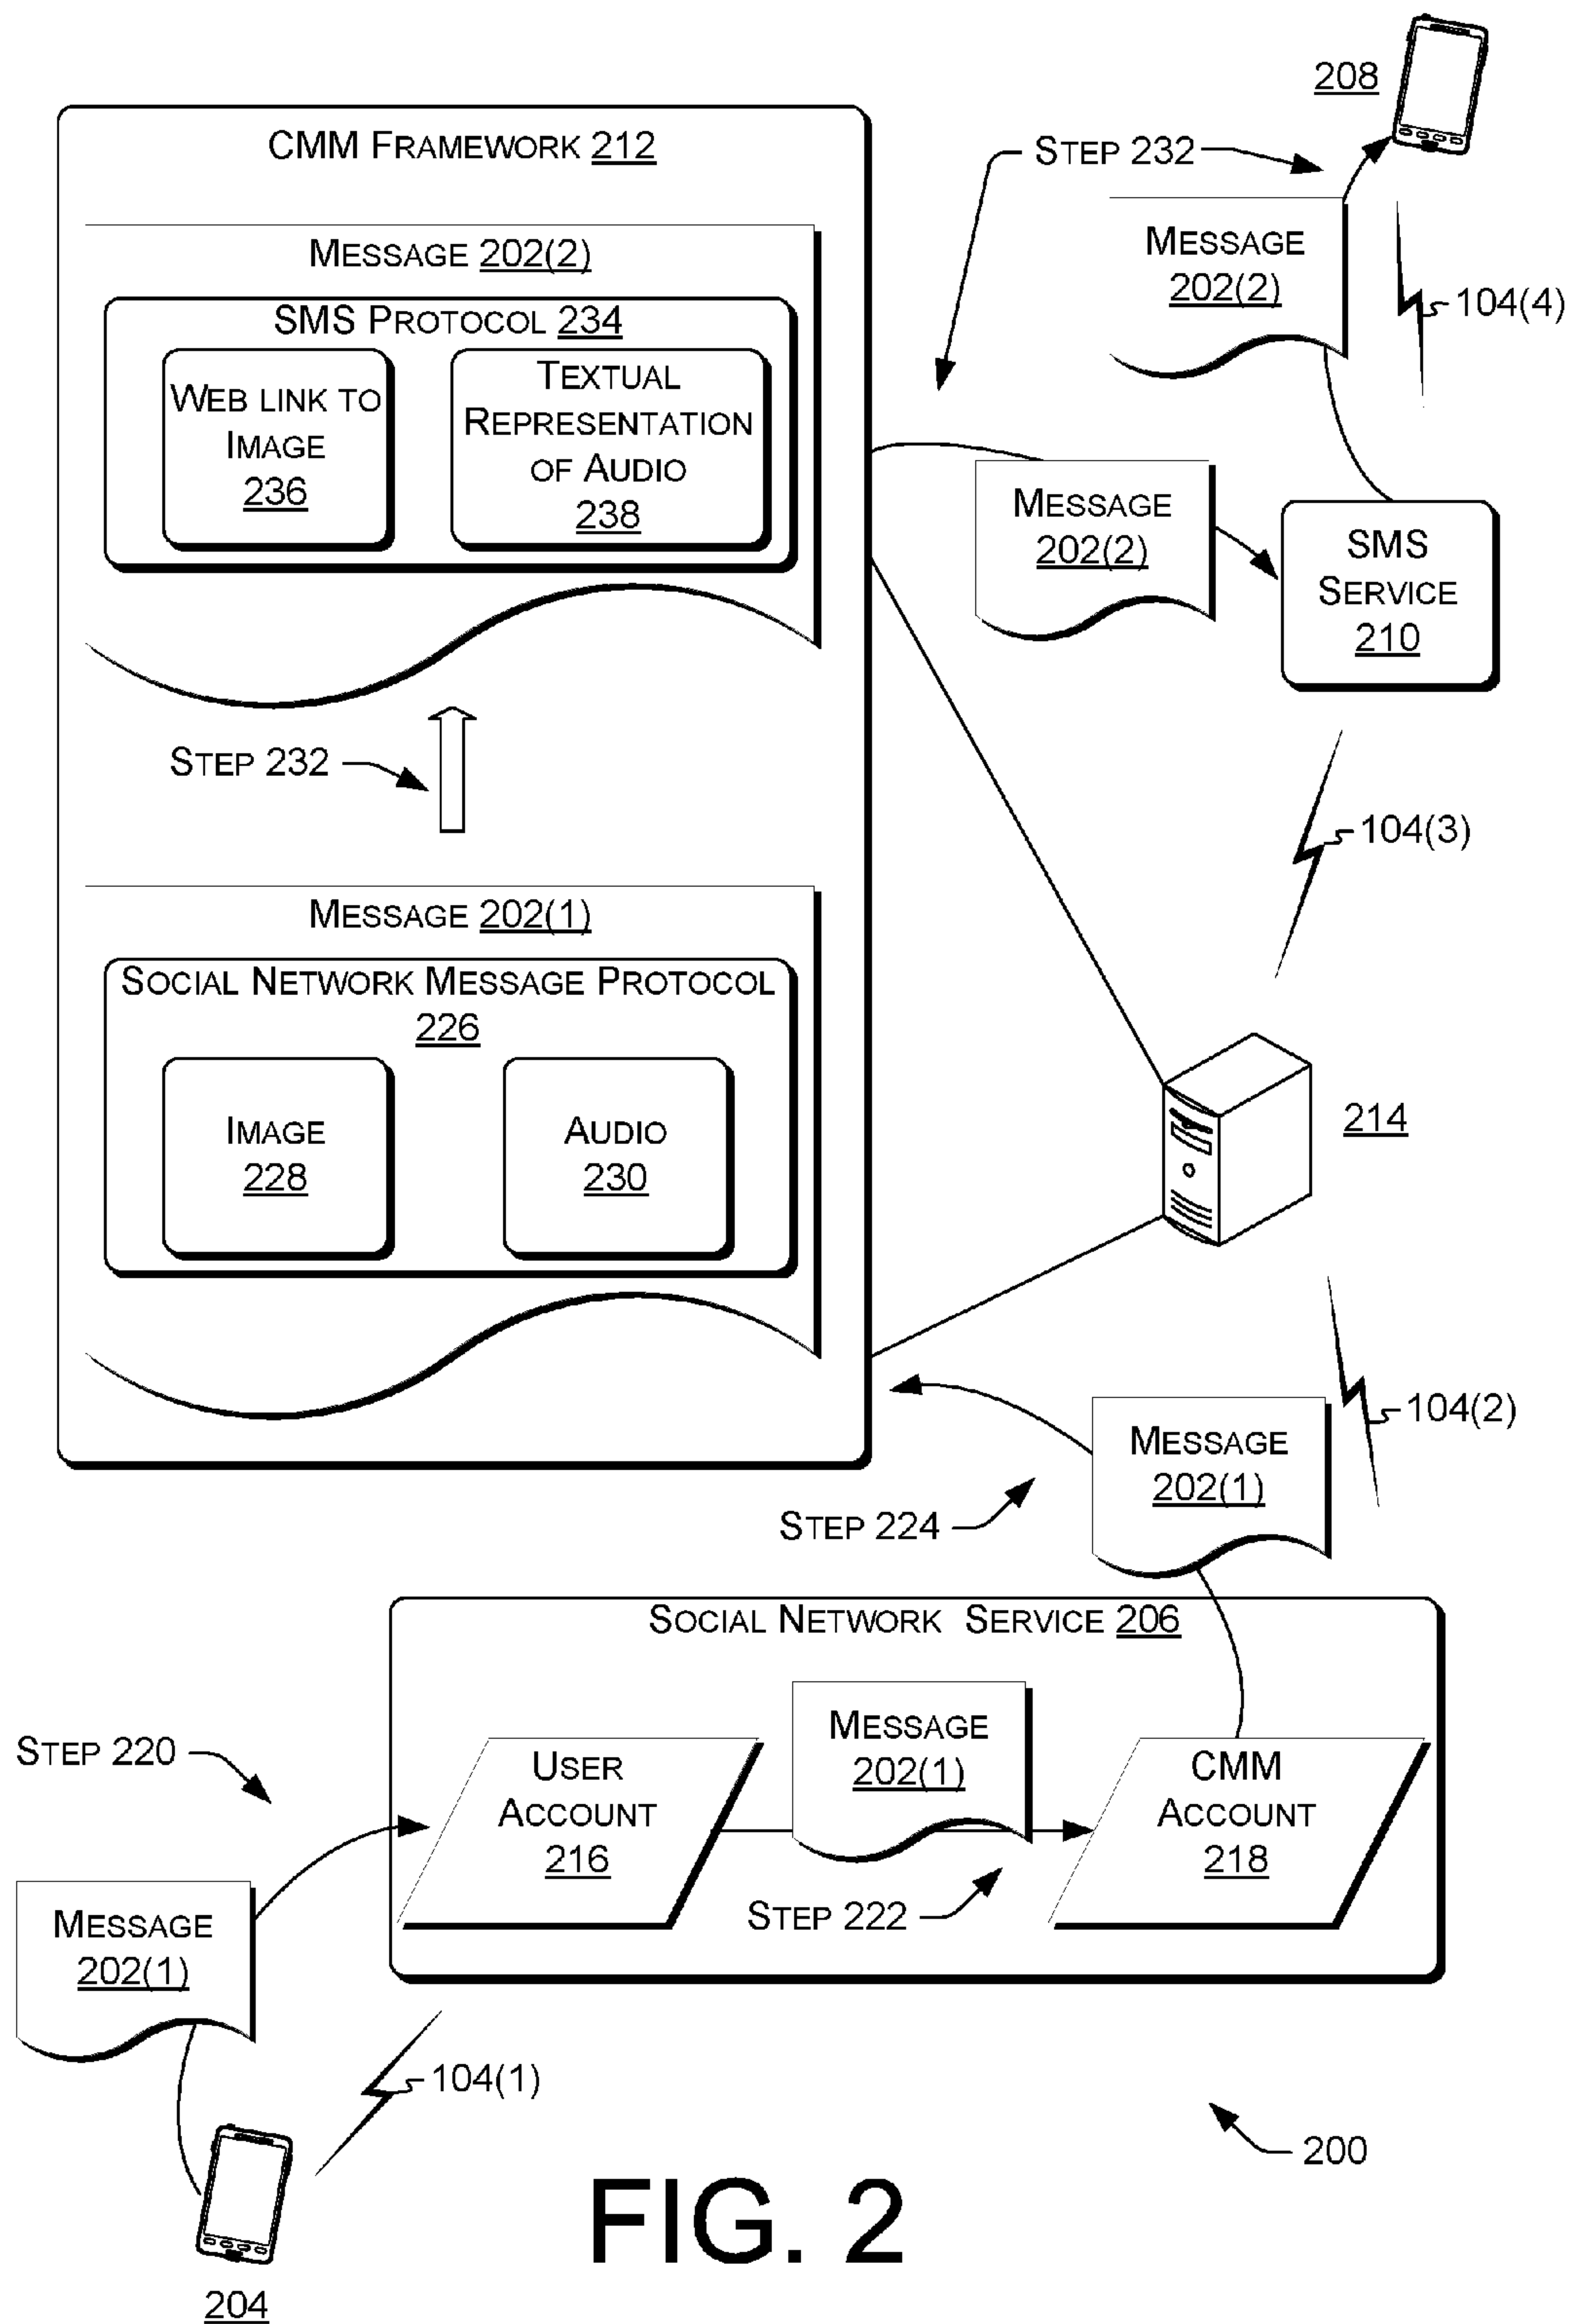 208
CMM FRAMEWORK 212
STEP 232
MESSAGE 202(2)
MESSAGE
202(2)
SMS PROTOCOL 234
104(4)
WEB LINK TO
IMAGE
236
TEXTUAL
REPRESENTATION
OF AUDIO
238
MESSAGE
202(2)
SMS
SERVICE
210
STEP 232
104(3)
MESSAGE 202(1)
SOCIAL NETWORK MESSAGE PROTOCOL
226
IMAGE
228
AUDIO
230
214
104(2)
MESSAGE
202(1)
STEP 224
SOCIAL NETWORK SERVICE 206
STEP 220
USER
ACCOUNT
216
MESSAGE
202(1)
CMM
ACCOUNT
218
STEP 222
MESSAGE
202(1)
104(1)
200
FIG. 2
204